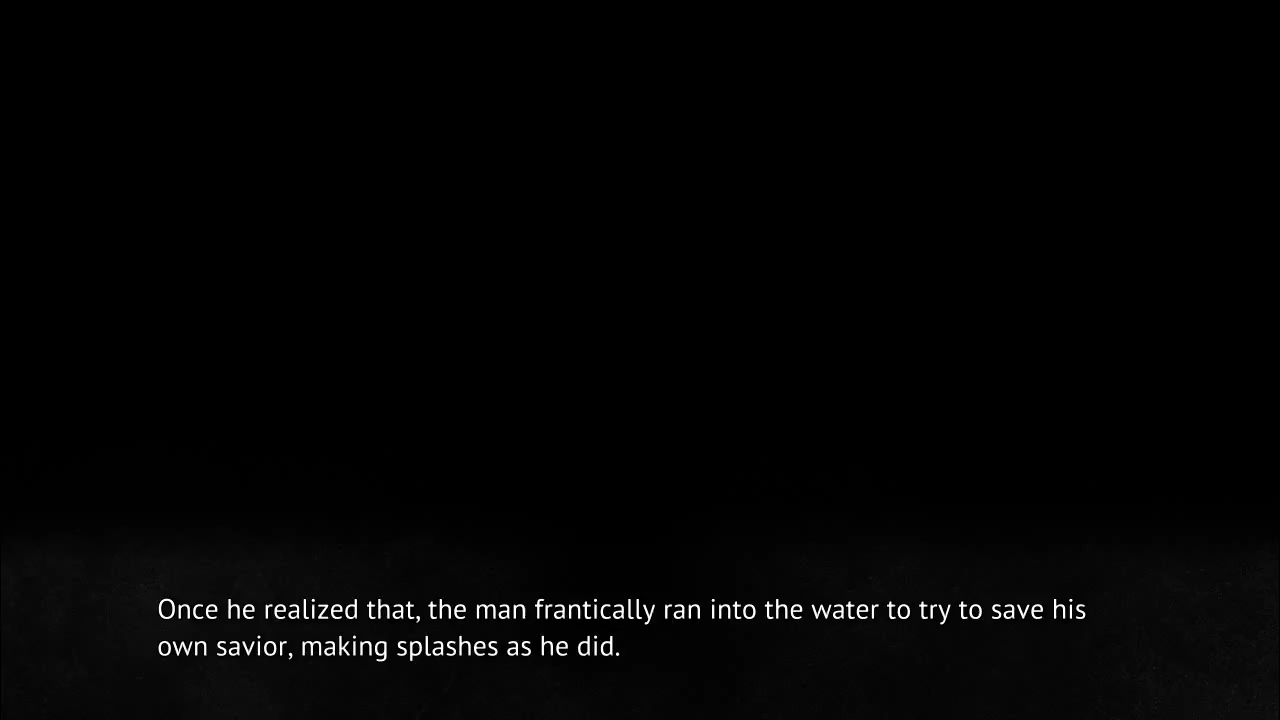 Once he realized that, the man frantically ran into the water to try to save his
own savior, making splashes as he did.